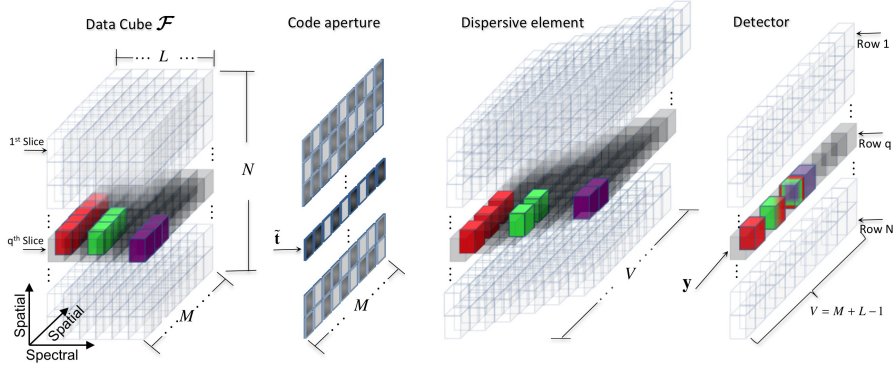 Data Cube 𝓕
Code aperture
Dispersive element
Detector
··· L ···
Row 1
1st Slice
N
Row q
qth Slice
t̃
Row N
y
V
M
M
V = M + L − 1
Spatial
Spatial
Spectral